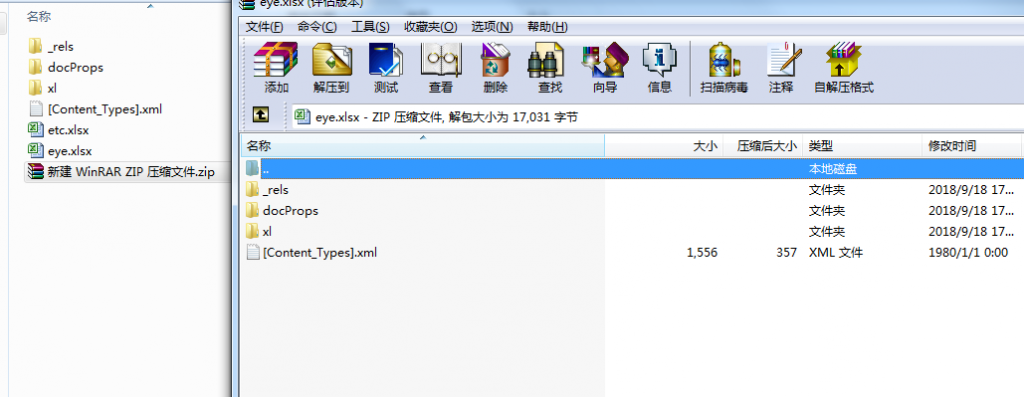 名称
_rels
docProps
xl
[Content_Types].xml
etc.xlsx
eye.xlsx
新建 WinRAR ZIP 压缩文件.zip
eye.xlsx (评估版本)
文件(F) 命令(C) 工具(S) 收藏夹(O) 选项(N) 帮助(H)
添加 解压到 测试 查看 删除 查找 向导 信息 扫描病毒 注释 自解压格式
eye.xlsx - ZIP 压缩文件, 解包大小为 17,031 字节
名称 大小 压缩后大小 类型 修改时间
.. 本地磁盘
_rels 文件夹 2018/9/18 17...
docProps 文件夹 2018/9/18 17...
xl 文件夹 2018/9/18 17...
[Content_Types].xml 1,556 357 XML 文件 1980/1/1 0:00